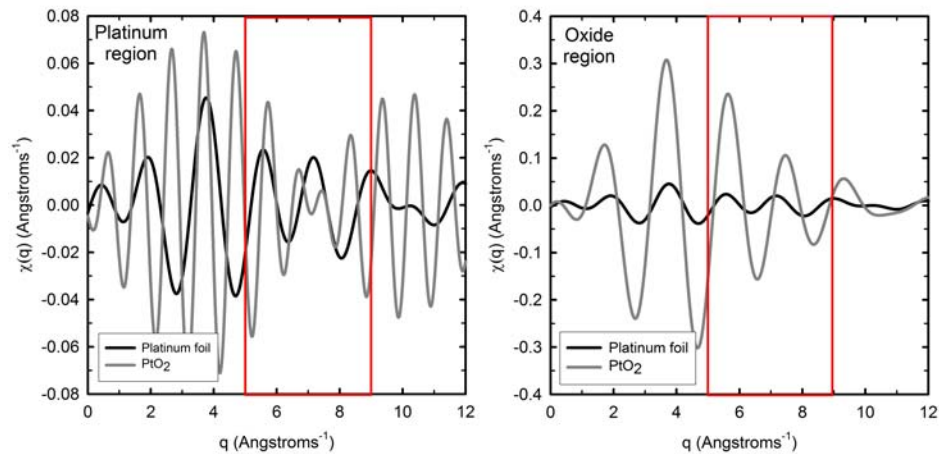 Platinum
region
0.08
0.06
0.04
0.02
0.00
-0.02
-0.04
-0.06
-0.08
χ(q) (Angstroms⁻¹)
Platinum foil
PtO₂
0 2 4 6 8 10 12
q (Angstroms⁻¹)
Oxide
region
0.4
0.3
0.2
0.1
0.0
-0.1
-0.2
-0.3
-0.4
χ(q) (Angstroms⁻¹)
Platinum foil
PtO₂
0 2 4 6 8 10 12
q (Angstroms⁻¹)